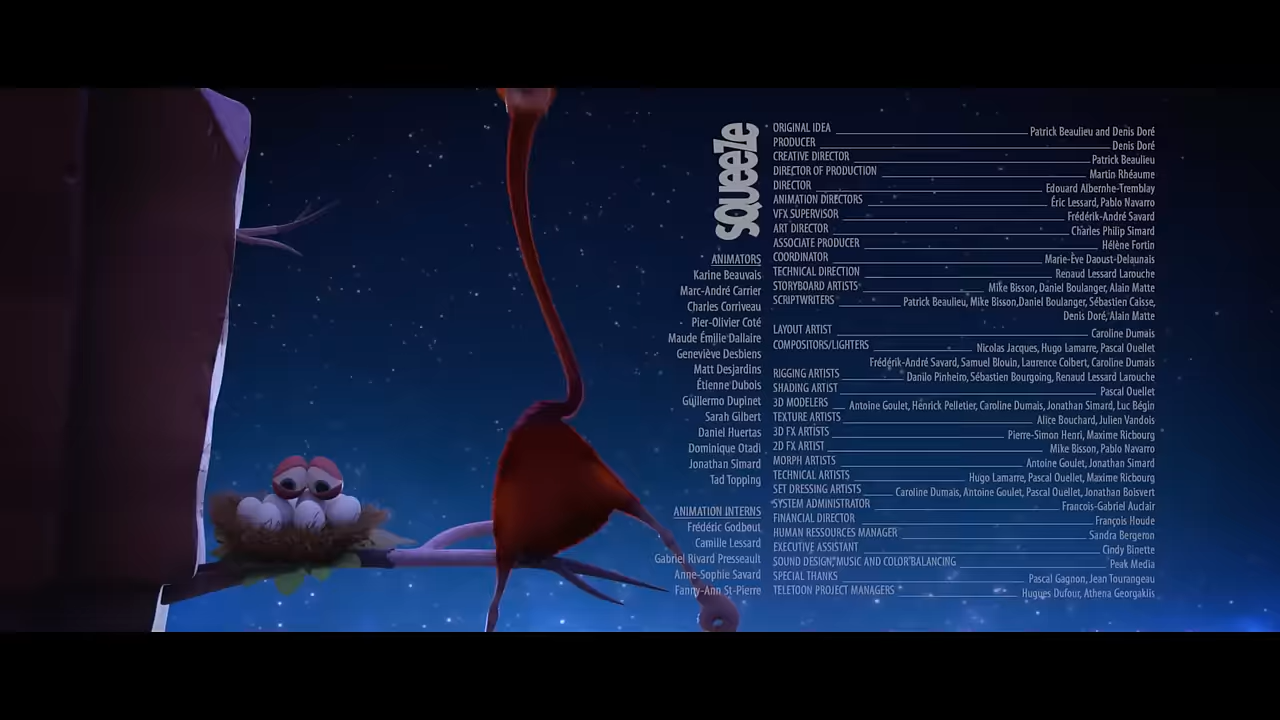 squeeze
ANIMATORS
Karine Beauvais
Marc-André Carrier
Charles Corriveau
Pier-Olivier Coté
Maude Émilie Dallaire
Geneviève Desbiens
Matt Desjardins
Étienne Dubois
Guillermo Dupinet
Sarah Gilbert
Daniel Huertas
Dominique Otadi
Jonathan Simard
Tad Topping
ANIMATION INTERNS
Frédéric Godbout
Camille Lessard
Gabriel Rivard Presseault
Anne-Sophie Savard
Fanny-Ann St-Pierre
ORIGINAL IDEA Patrick Beaulieu and Denis Doré
PRODUCER Denis Doré
CREATIVE DIRECTOR Patrick Beaulieu
DIRECTOR OF PRODUCTION Martin Rhéaume
DIRECTOR Edouard Albernhe-Tremblay
ANIMATION DIRECTORS Éric Lessard, Pablo Navarro
VFX SUPERVISOR Frédérik-André Savard
ART DIRECTOR Charles Philip Simard
ASSOCIATE PRODUCER Hélène Fortin
COORDINATOR Marie-Ève Daoust-Delaunais
TECHNICAL DIRECTION Renaud Lessard Larouche
STORYBOARD ARTISTS Mike Bisson, Daniel Boulanger, Alain Matte
SCRIPTWRITERS Patrick Beaulieu, Mike Bisson,Daniel Boulanger, Sébastien Caisse,
Denis Doré, Alain Matte
LAYOUT ARTIST Caroline Dumais
COMPOSITORS/LIGHTERS Nicolas Jacques, Hugo Lamarre, Pascal Ouellet
Frédérik-André Savard, Samuel Blouin, Laurence Colbert, Caroline Dumais
RIGGING ARTISTS Danilo Pinheiro, Sébastien Bourgoing, Renaud Lessard Larouche
SHADING ARTIST Pascal Ouellet
3D MODELERS Antoine Goulet, Henrick Pelletier, Caroline Dumais, Jonathan Simard, Luc Bégin
TEXTURE ARTISTS Alice Bouchard, Julien Vandois
3D FX ARTISTS Pierre-Simon Henri, Maxime Ricbourg
2D FX ARTIST Mike Bisson, Pablo Navarro
MORPH ARTISTS Antoine Goulet, Jonathan Simard
TECHNICAL ARTISTS Hugo Lamarre, Pascal Ouellet, Maxime Ricbourg
SET DRESSING ARTISTS Caroline Dumais, Antoine Goulet, Pascal Ouellet, Jonathan Boisvert
SYSTEM ADMINISTRATOR Francois-Gabriel Auclair
FINANCIAL DIRECTOR François Houde
HUMAN RESSOURCES MANAGER Sandra Bergeron
EXECUTIVE ASSISTANT Cindy Binette
SOUND DESIGN, MUSIC AND COLOR BALANCING Peak Media
SPECIAL THANKS Pascal Gagnon, Jean Tourangeau
TELETOON PROJECT MANAGERS Hugues Dufour, Athena Georgakiis